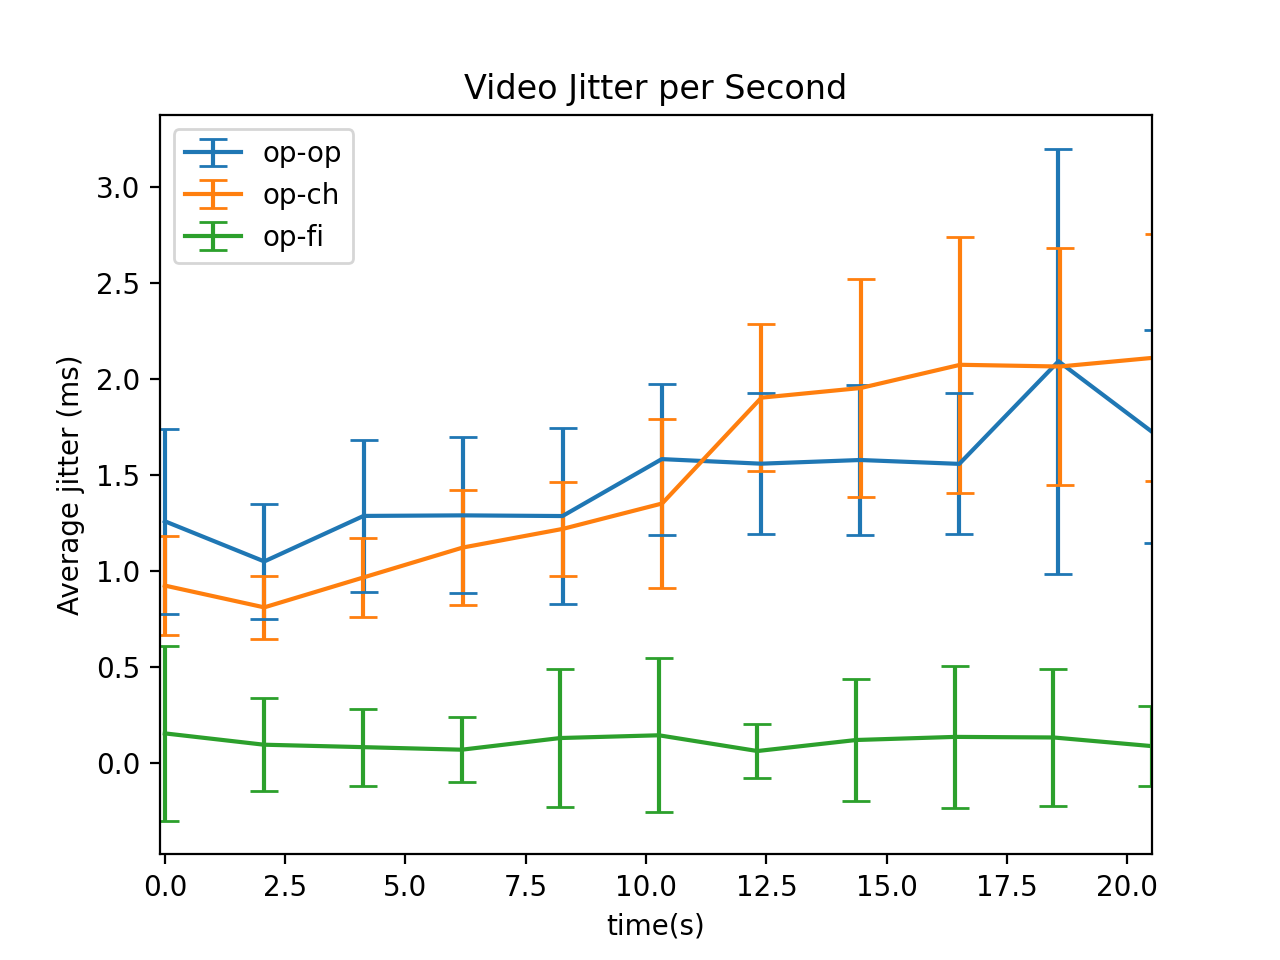 Video Jitter per Second
op-op
op-ch
op-fi
Average jitter (ms)
3.0
2.5
2.0
1.5
1.0
0.5
0.0
0.0 2.5 5.0 7.5 10.0 12.5 15.0 17.5 20.0
time(s)